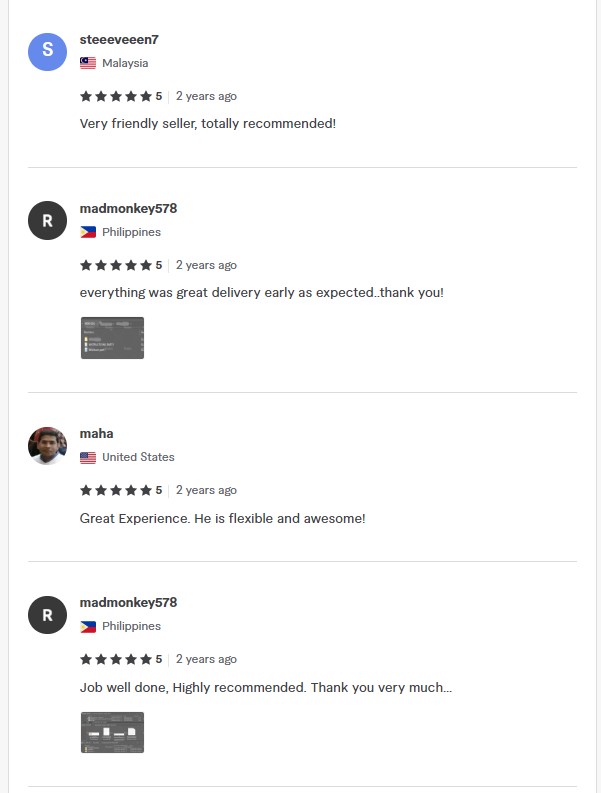 S
steeeveeen7
Malaysia
5 | 2 years ago
Very friendly seller, totally recommended!
R
madmonkey578
Philippines
5 | 2 years ago
everything was great delivery early as expected..thank you!
maha
United States
5 | 2 years ago
Great Experience. He is flexible and awesome!
R
madmonkey578
Philippines
5 | 2 years ago
Job well done, Highly recommended. Thank you very much...